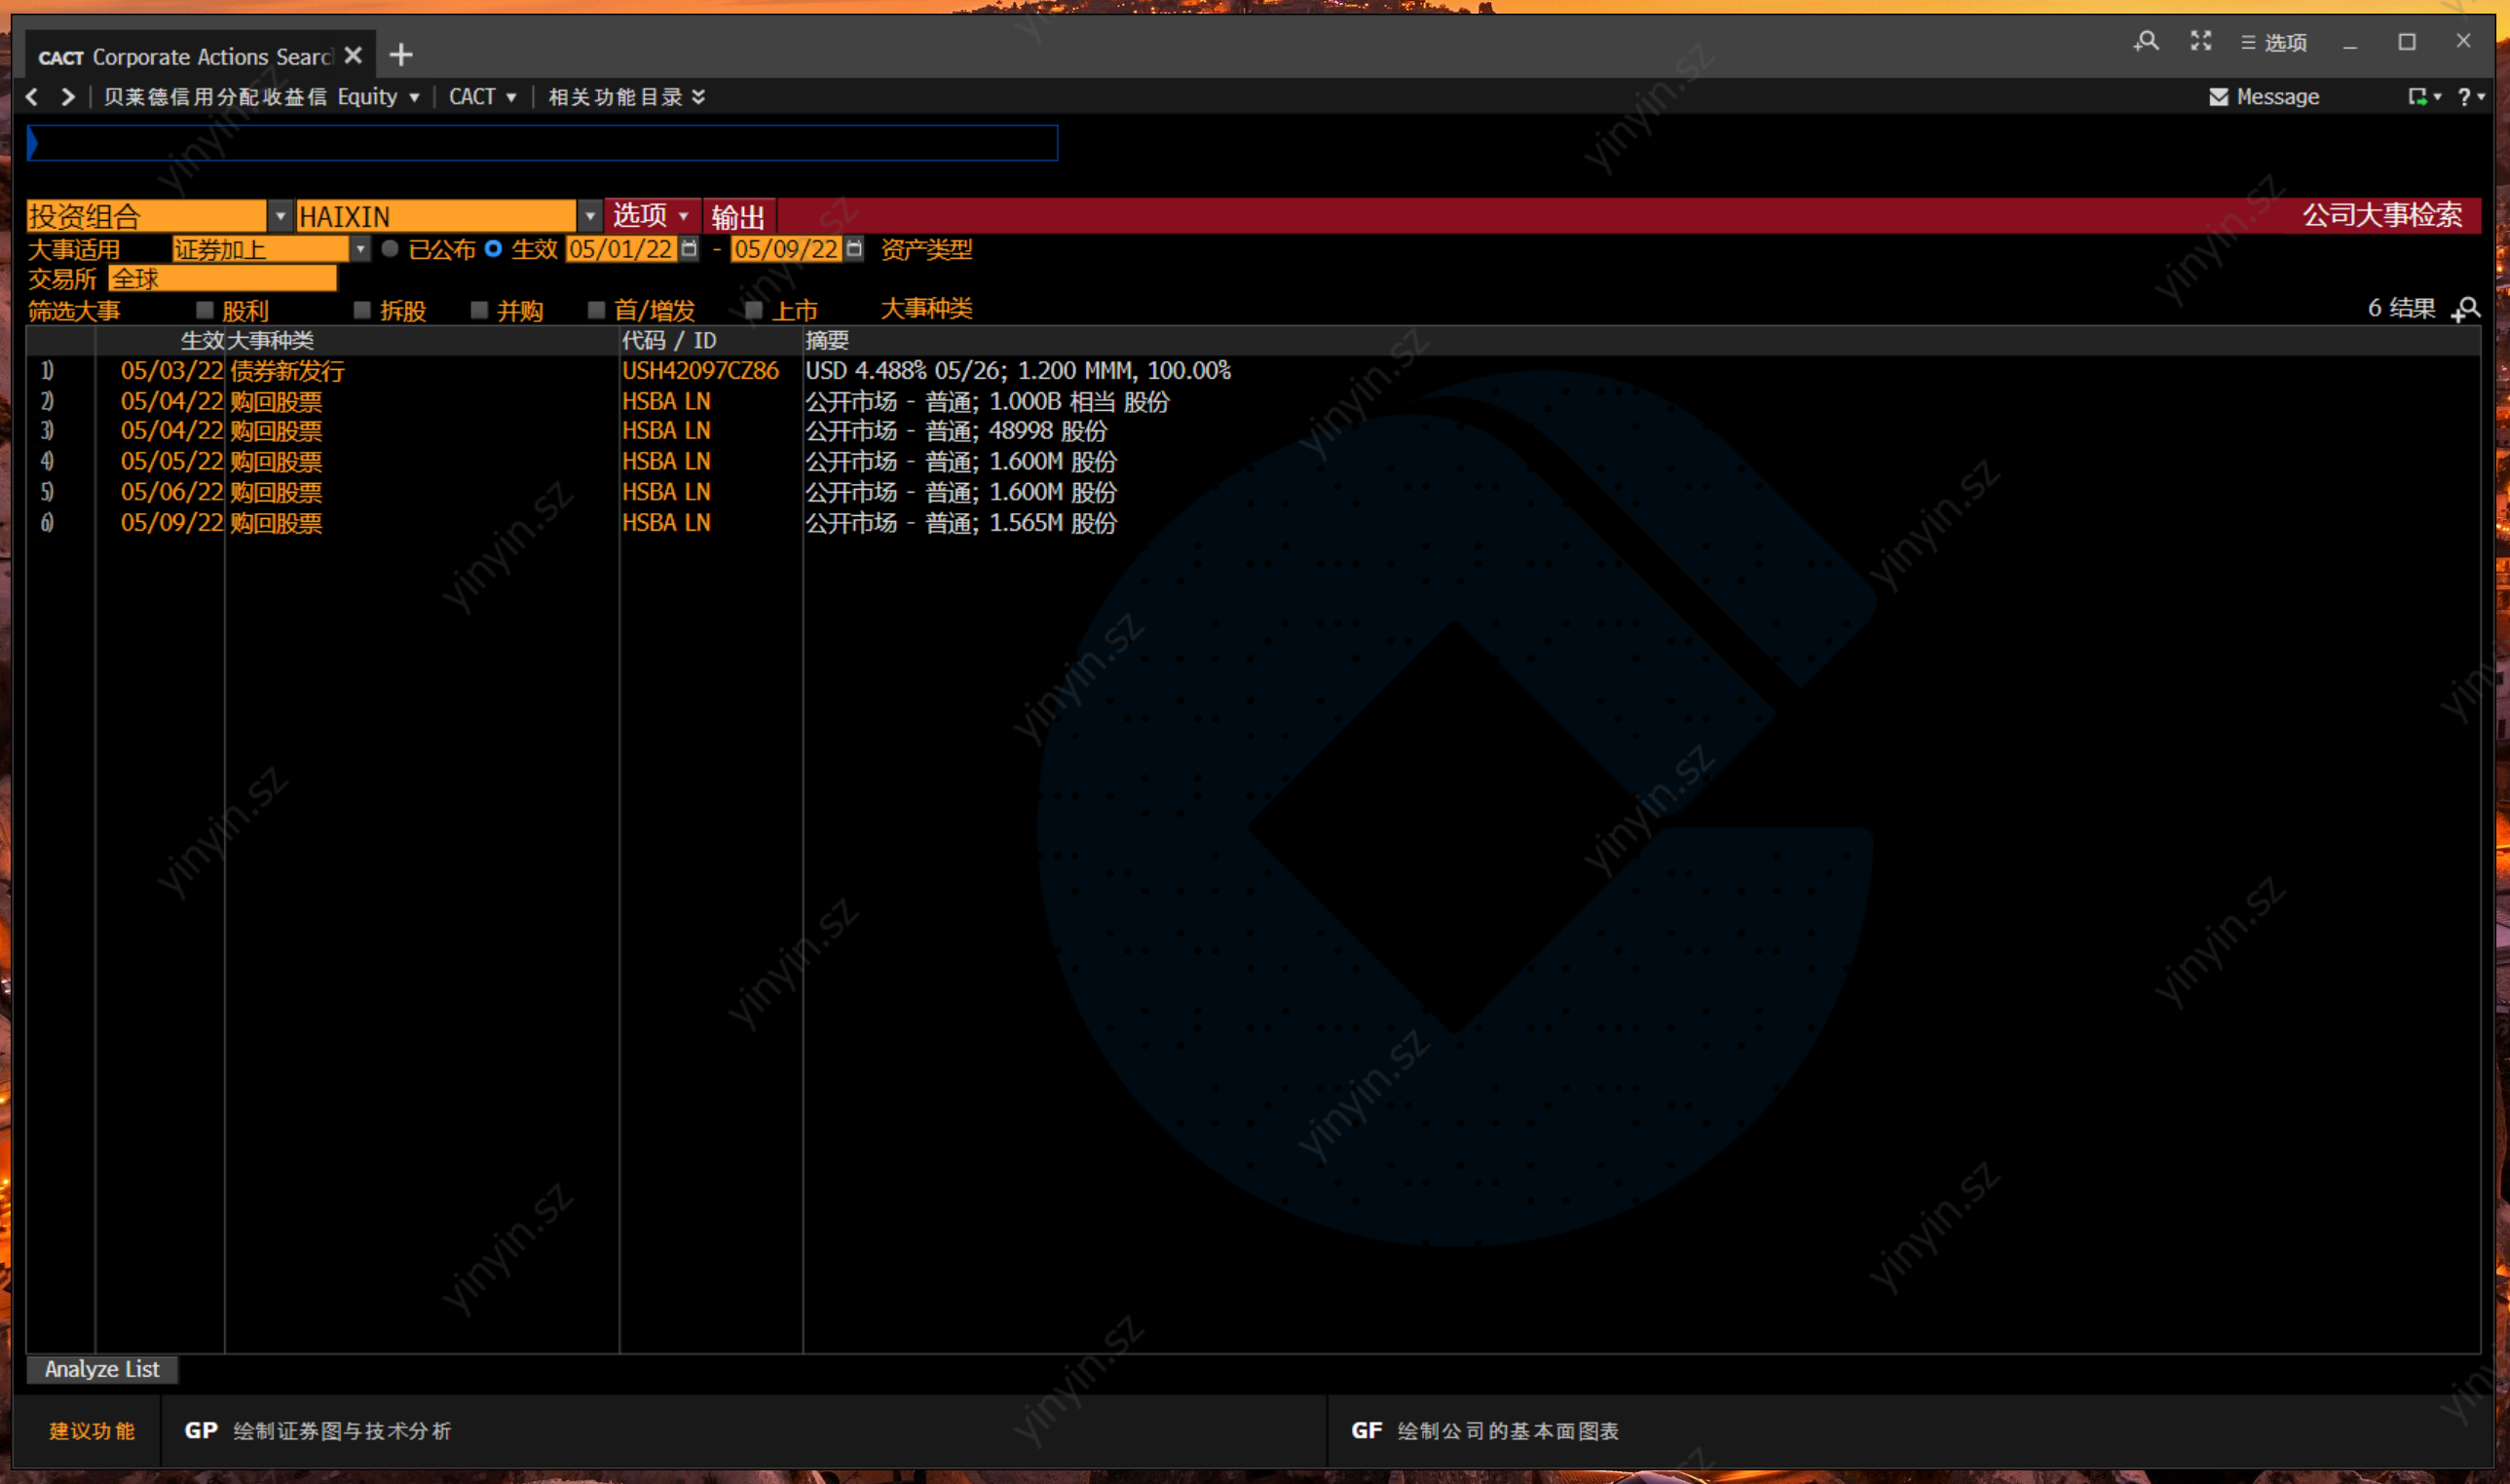 CACT Corporate Actions Searc
选项
贝莱德信用分配收益信 Equity CACT 相关功能目录 Message ?
投资组合 HAIXIN 选项 输出 公司大事检索
大事适用 证券加上 已公布 生效 05/01/22 - 05/09/22 资产类型
交易所 全球
筛选大事 股利 拆股 并购 首/增发 上市 大事种类 6 结果
生效 大事种类 代码 / ID 摘要
1) 05/03/22 债券新发行 USH42097CZ86 USD 4.488% 05/26; 1.200 MMM, 100.00%
2) 05/04/22 购回股票 HSBA LN 公开市场 - 普通; 1.000B 相当 股份
3) 05/04/22 购回股票 HSBA LN 公开市场 - 普通; 48998 股份
4) 05/05/22 购回股票 HSBA LN 公开市场 - 普通; 1.600M 股份
5) 05/06/22 购回股票 HSBA LN 公开市场 - 普通; 1.600M 股份
6) 05/09/22 购回股票 HSBA LN 公开市场 - 普通; 1.565M 股份
Analyze List
建议功能 GP 绘制证券图与技术分析 GF 绘制公司的基本面图表
yinyin.sz